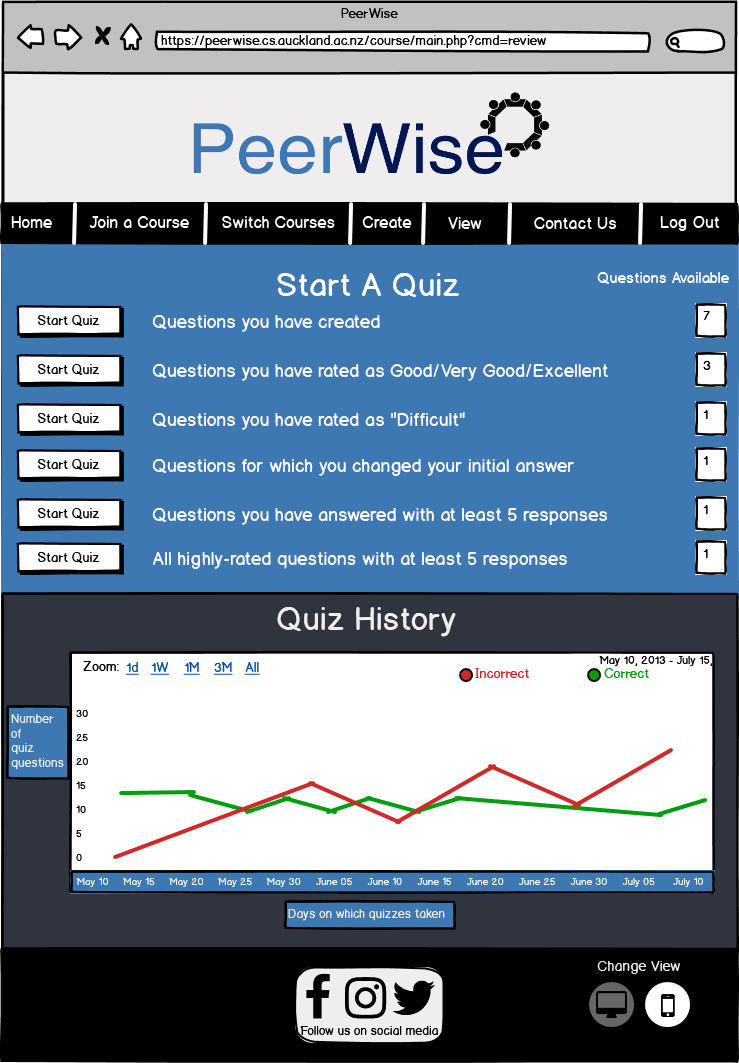 PeerWise
https://peerwise.cs.auckland.ac.nz/course/main.php?cmd=review
PeerWise
Home Join a Course Switch Courses Create View Contact Us Log Out
Start A Quiz
Questions Available
Start Quiz Questions you have created 7
Start Quiz Questions you have rated as Good/Very Good/Excellent 3
Start Quiz Questions you have rated as "Difficult" 1
Start Quiz Questions for which you changed your initial answer 1
Start Quiz Questions you have answered with at least 5 responses 1
Start Quiz All highly-rated questions with at least 5 responses 1
Quiz History
Zoom: 1d 1W 1M 3M All
May 10, 2013 - July 15,
Incorrect Correct
Number
of
quiz
questions
30
25
20
15
10
5
0
May 10 May 15 May 20 May 25 May 30 June 05 June 10 June 15 June 20 June 25 June 30 July 05 July 10
Days on which quizzes taken
Change View
Follow us on social media